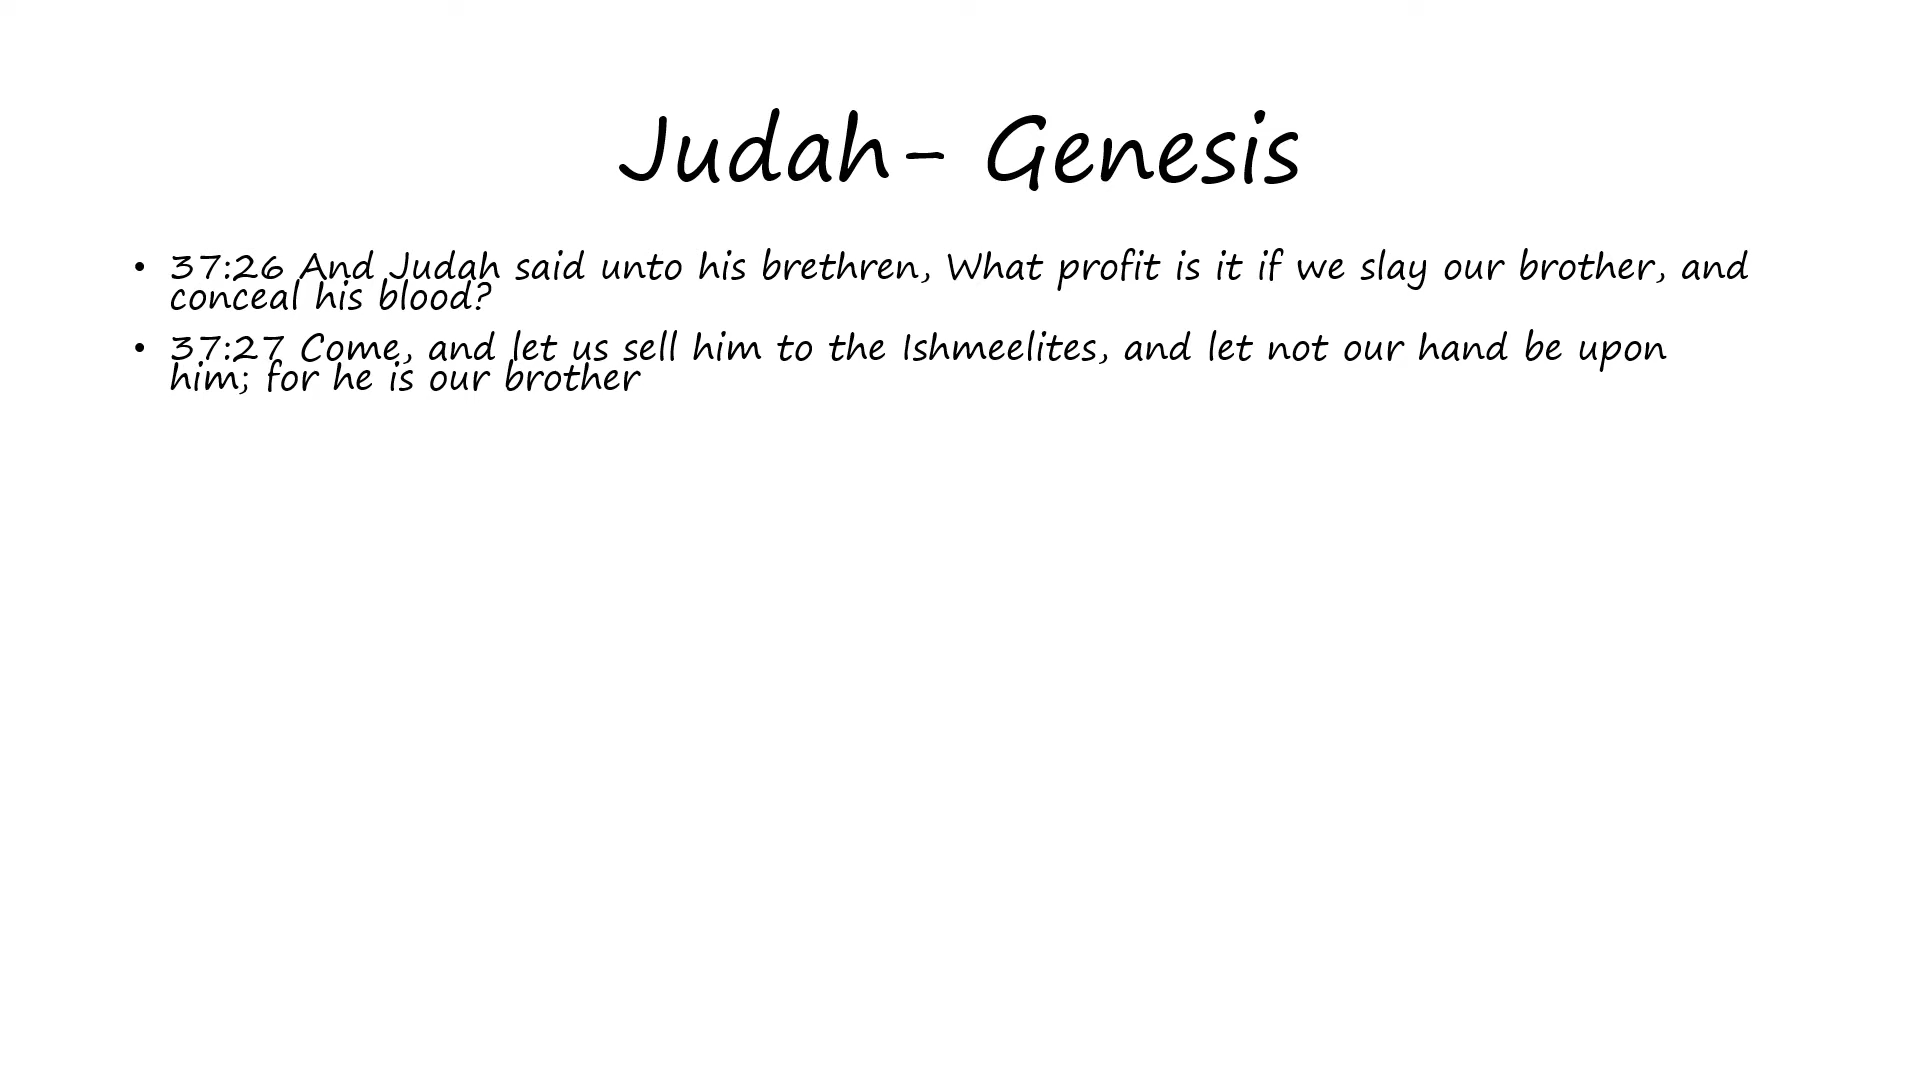 Judah- Genesis
• 37:26 And Judah said unto his brethren, What profit is it if we slay our brother, and
conceal his blood?
• 37:27 Come, and let us sell him to the Ishmeelites, and let not our hand be upon
him; for he is our brother